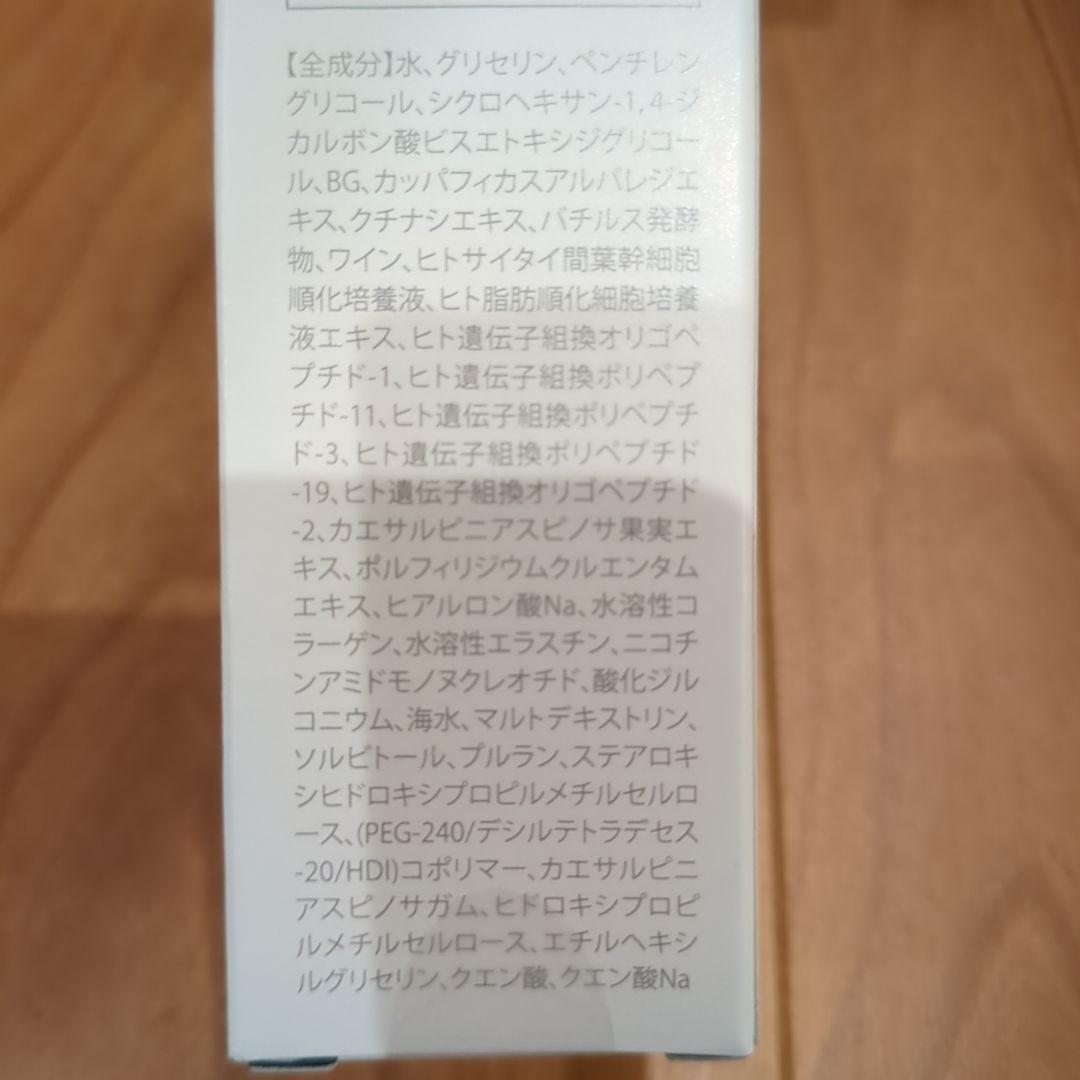 【全成分】水、グリセリン、ペンチレン
グリコール、シクロヘキサン-1,4-ジ
カルボン酸ビスエトキシジグリコー
ル、BG、カッパフィカスアルバレジエ
キス、クチナシエキス、バチルス発酵
物、ワイン、ヒトサイタイ間葉幹細胞
順化培養液、ヒト脂肪順化細胞培養
液エキス、ヒト遺伝子組換オリゴペ
プチド-1、ヒト遺伝子組換ポリペプ
チド-11、ヒト遺伝子組換ポリペプチ
ド-3、ヒト遺伝子組換ポリペプチド
-19、ヒト遺伝子組換オリゴペプチド
-2、カエサルピニアスピノサ果実エ
キス、ポルフィリジウムクルエンタム
エキス、ヒアルロン酸Na、水溶性コ
ラーゲン、水溶性エラスチン、ニコチ
ンアミドモノヌクレオチド、酸化ジル
コニウム、海水、マルトデキストリン、
ソルビトール、プルラン、ステアロキ
シヒドロキシプロピルメチルセルロ
ース、(PEG-240/デシルテトラデセス
-20/HDI)コポリマー、カエサルピニ
アスピノサガム、ヒドロキシプロピ
ルメチルセルロース、エチルヘキシ
ルグリセリン、クエン酸、クエン酸Na